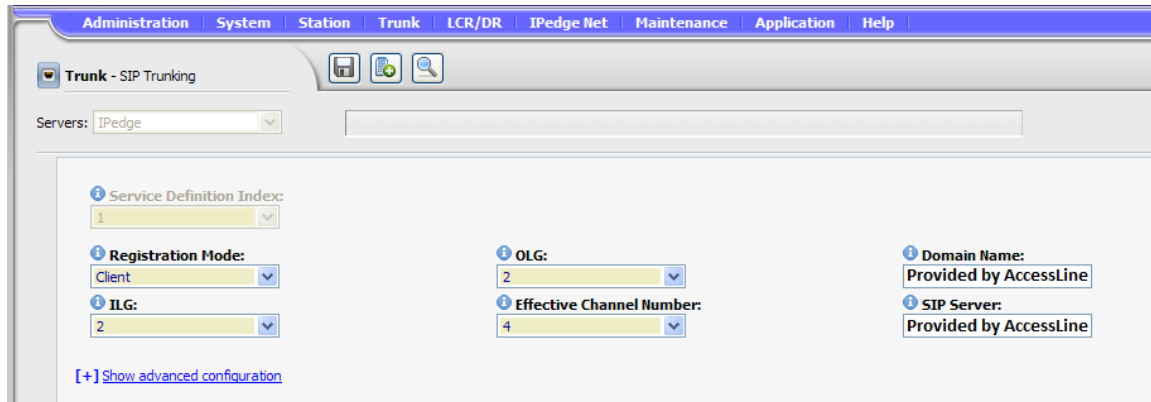 Administration System Station Trunk LCR/DR IPedge Net Maintenance Application Help
Trunk - SIP Trunking
Servers: IPedge
Service Definition Index:
1
Registration Mode: OLG: Domain Name:
Client 2 Provided by AccessLine
ILG: Effective Channel Number: SIP Server:
2 4 Provided by AccessLine
[+] Show advanced configuration